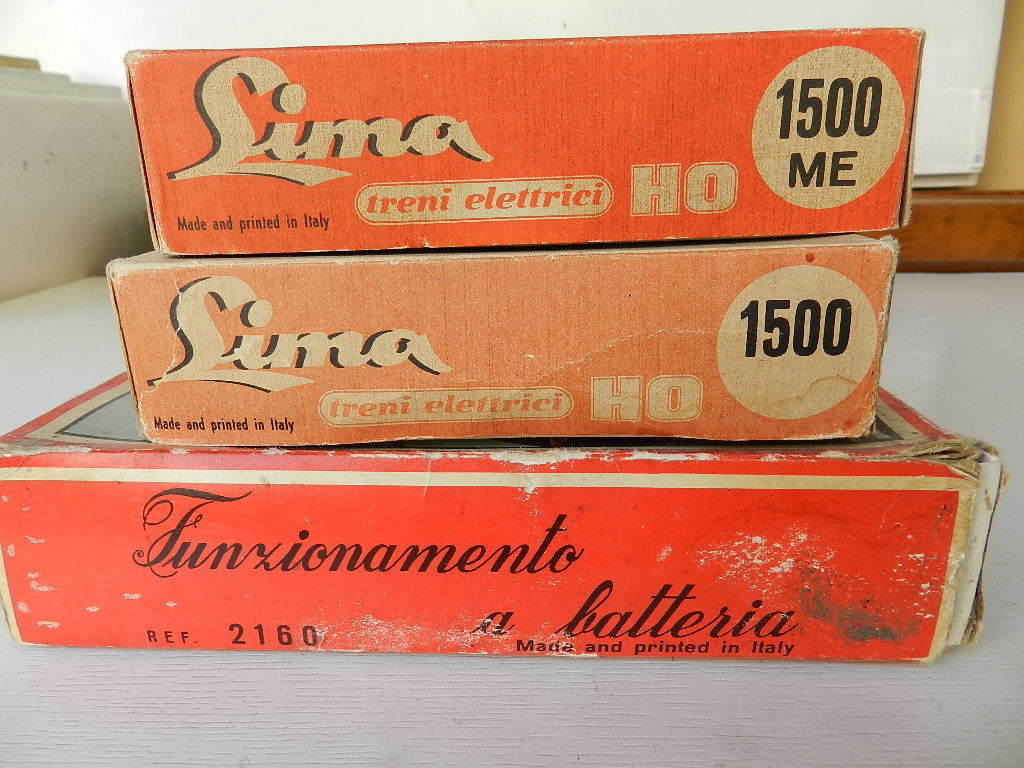 Lima
1500
ME
treni elettrici HO
Made and printed in Italy
Lima
1500
treni elettrici HO
Made and printed in Italy
Funzionamento
a batteria
REF. 2160
Made and printed in Italy